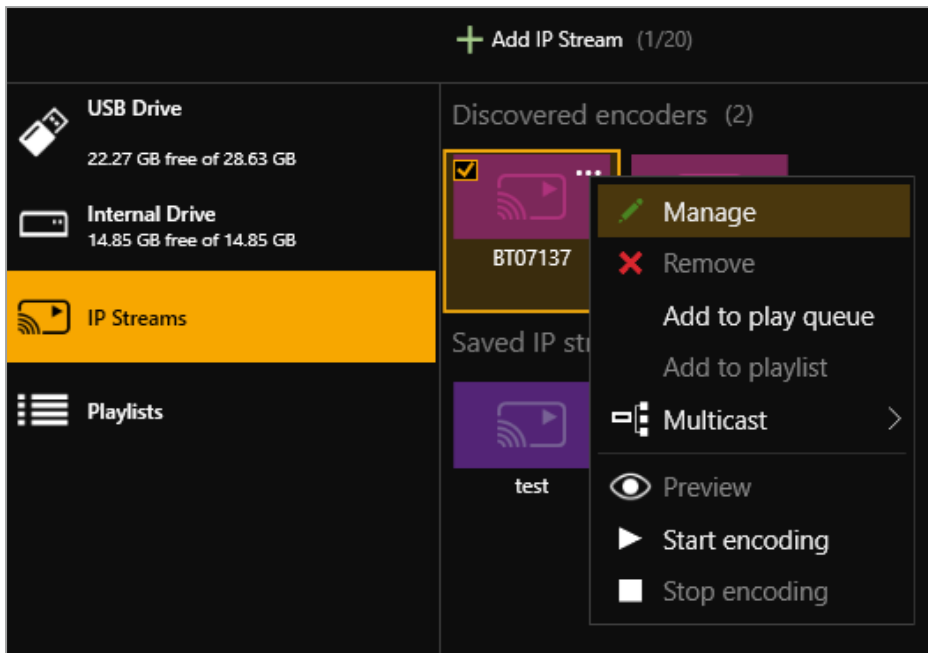 Add IP Stream (1/20)
USB Drive
22.27 GB free of 28.63 GB
Internal Drive
14.85 GB free of 14.85 GB
IP Streams
Playlists
Discovered encoders (2)
BT07137
Saved IP str
test
Manage
Remove
Add to play queue
Add to playlist
Multicast
Preview
Start encoding
Stop encoding